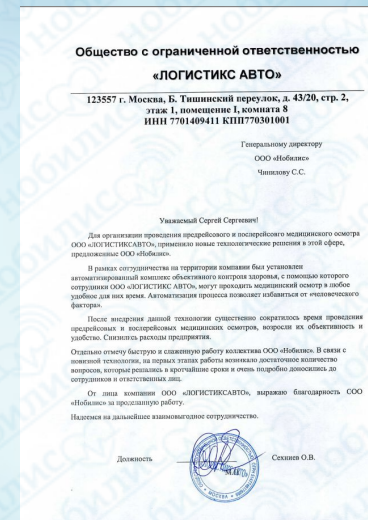 Общество с ограниченной ответственностью
«ЛОГИСТИКС АВТО»
123557 г. Москва, Б. Тишинский переулок, д. 43/20, стр. 2,
этаж 1, помещение I, комната 8
ИНН 7701409411 КПП770301001
Генеральному директору
ООО «Нобилис»
Чипилову С.С.
Уважаемый Сергей Сергеевич!
Для организации проведения предрейсового и послерейсового медицинского осмотра
ООО «ЛОГИСТИКСАВТО», применило новые технологические решения в этой сфере,
предложенные ООО «Нобилис».
В рамках сотрудничества на территории компании был установлен
автоматизированный комплекс объективного контроля здоровья, с помощью которого
сотрудники ООО «ЛОГИСТИКСАВТО», могут проходить медицинский осмотр в любое
удобное для них время. Автоматизация процесса позволяет избавиться от «человеческого
фактора».
После внедрения данной технологии существенно сократилось время проведения
предрейсовых и послерейсовых медицинских осмотров, возросли их объективность и
удобство. Снизились расходы предприятия.
Отдельно отмечу быструю и слаженную работу коллектива ООО «Нобилис». В связи с
новизной технологии, на первых этапах работы возникало достаточное количество
вопросов, которые решались в кротчайшие сроки и очень подробно доносились до
сотрудников и ответственных лиц.
От лица компании ООО «ЛОГИСТИКСАВТО», выражаю благодарность ООО
«Нобилис» за проделанную работу.
Надеемся на дальнейшее взаимовыгодное сотрудничество.
Должность
Сехниев О.В.